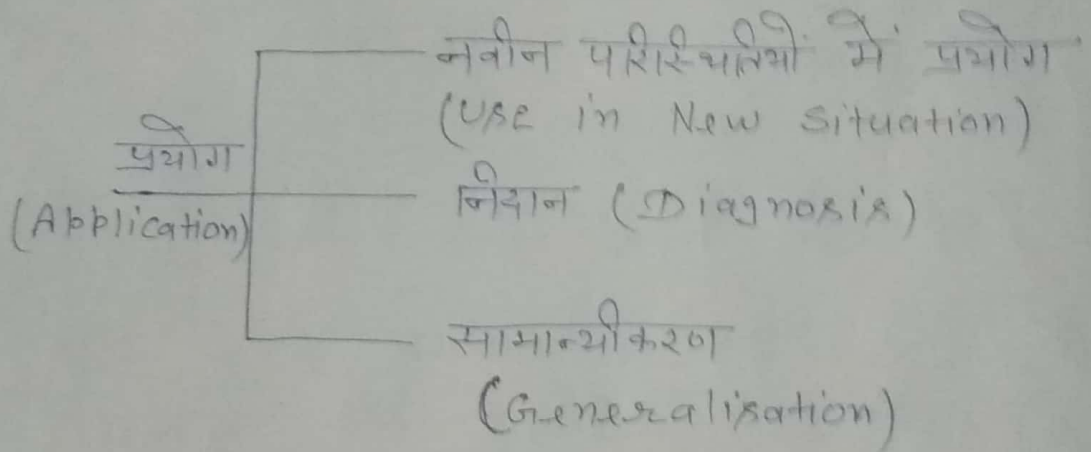 नवीन परिस्थितियों में प्रयोग
(Use in New Situation)
प्रयोग
(Application)
निदान (Diagnosis)
सामान्यीकरण
(Generalisation)